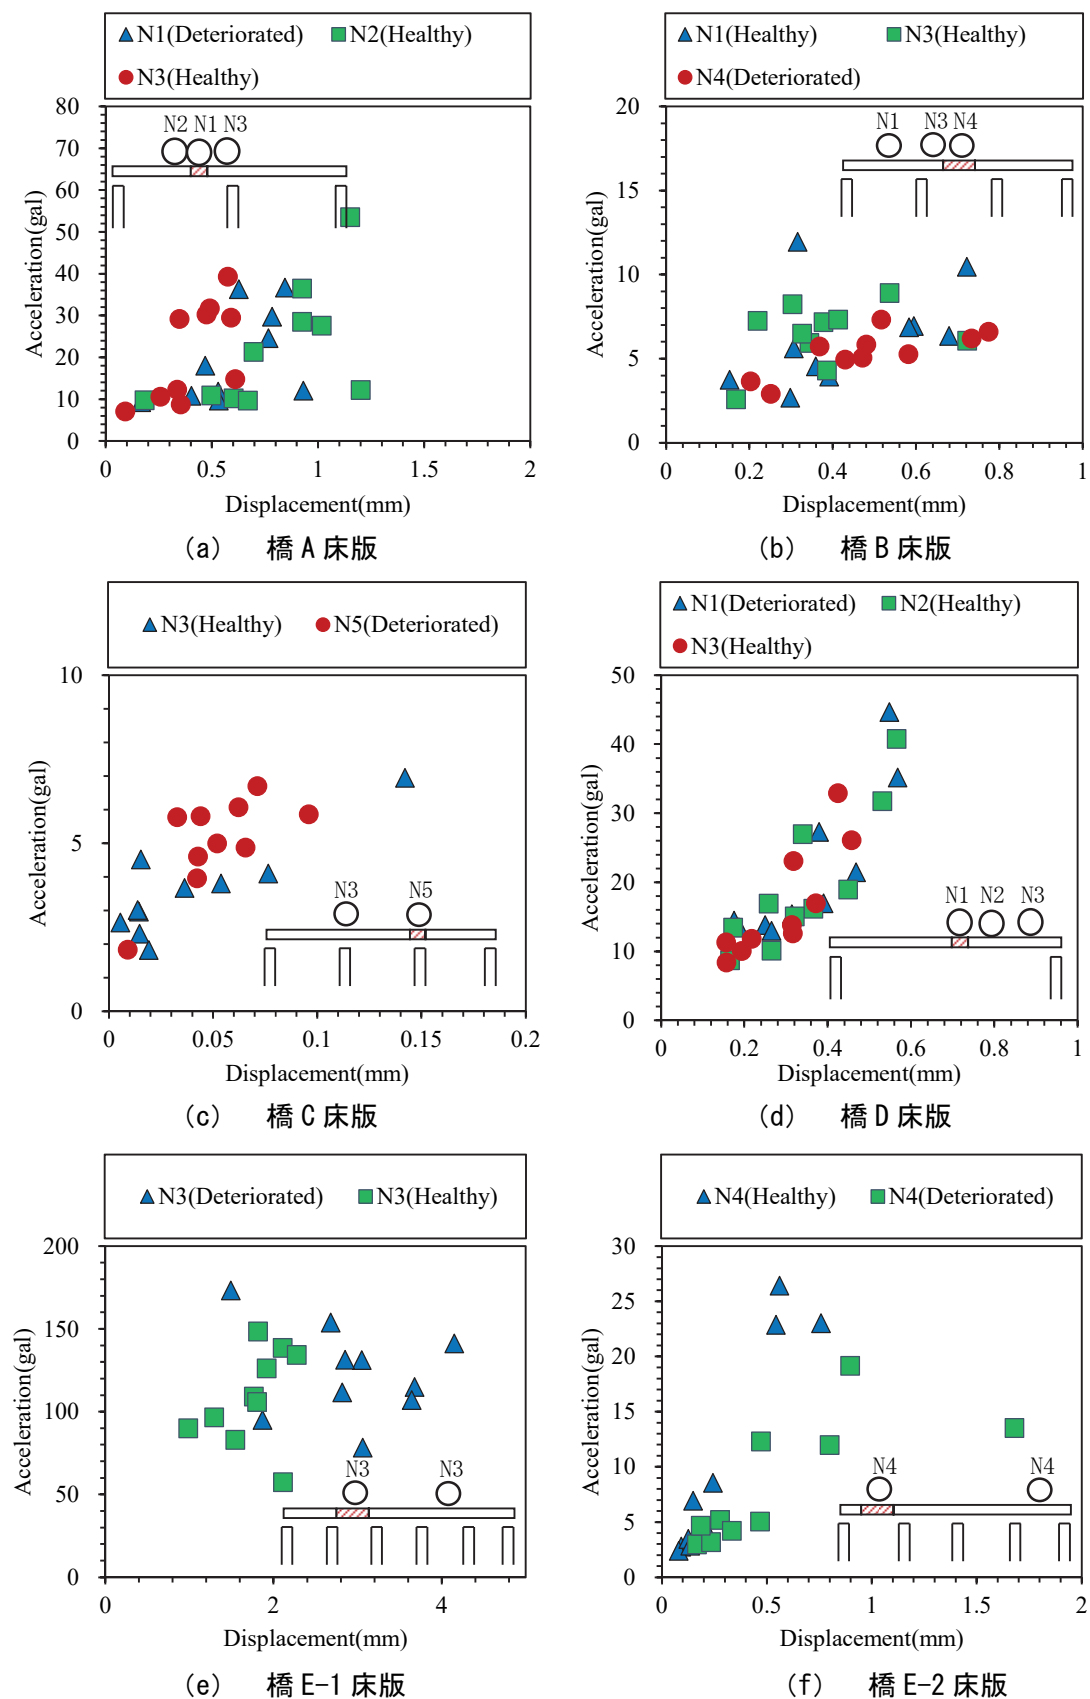 N1(Deteriorated) N2(Healthy)
N3(Healthy)
80
70
60
50
40
30
20
10
0
Acceleration(gal)
N2 N1 N3
0 0.5 1 1.5 2
Displacement(mm)
(a) 橋A床版
N1(Healthy) N3(Healthy)
N4(Deteriorated)
20
15
10
5
0
Acceleration(gal)
N1 N3 N4
0 0.2 0.4 0.6 0.8 1
Displacement(mm)
(b) 橋B床版
N3(Healthy) N5(Deteriorated)
10
5
0
Acceleration(gal)
N3 N5
0 0.05 0.1 0.15 0.2
Displacement(mm)
(c) 橋C床版
N1(Deteriorated) N2(Healthy)
N3(Healthy)
50
40
30
20
10
0
Acceleration(gal)
N1 N2 N3
0 0.2 0.4 0.6 0.8 1
Displacement(mm)
(d) 橋D床版
N3(Deteriorated) N3(Healthy)
200
150
100
50
0
Acceleration(gal)
N3 N3
0 2 4
Displacement(mm)
(e) 橋E-1床版
N4(Healthy) N4(Deteriorated)
30
25
20
15
10
5
0
Acceleration(gal)
N4 N4
0 0.5 1 1.5 2
Displacement(mm)
(f) 橋E-2床版